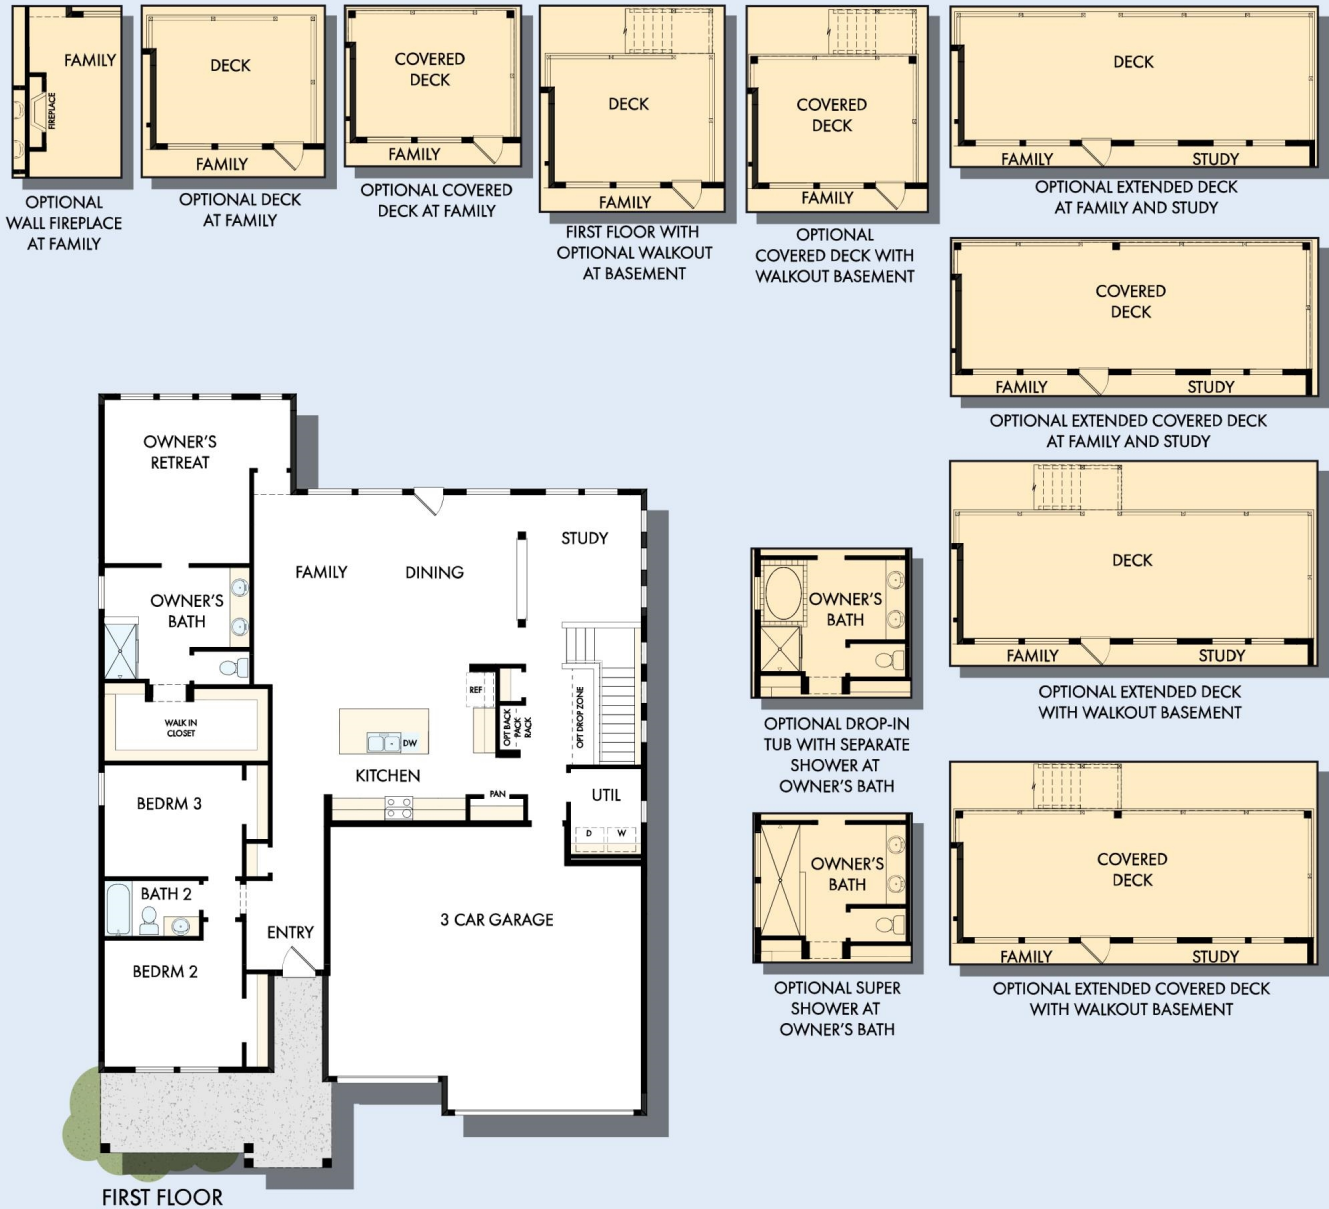 FAMILY
FIREPLACE
OPTIONAL
WALL FIREPLACE
AT FAMILY
DECK
FAMILY
OPTIONAL DECK
AT FAMILY
COVERED
DECK
FAMILY
OPTIONAL COVERED
DECK AT FAMILY
DECK
FAMILY
FIRST FLOOR WITH
OPTIONAL WALKOUT
AT BASEMENT
COVERED
DECK
FAMILY
OPTIONAL
COVERED DECK WITH
WALKOUT BASEMENT
DECK
FAMILY
STUDY
OPTIONAL EXTENDED DECK
AT FAMILY AND STUDY
COVERED
DECK
FAMILY
STUDY
OPTIONAL EXTENDED COVERED DECK
AT FAMILY AND STUDY
DECK
FAMILY
STUDY
OPTIONAL EXTENDED DECK
WITH WALKOUT BASEMENT
COVERED
DECK
FAMILY
STUDY
OPTIONAL EXTENDED COVERED DECK
WITH WALKOUT BASEMENT
OWNER'S
BATH
OPTIONAL DROP-IN
TUB WITH SEPARATE
SHOWER AT
OWNER'S BATH
OWNER'S
BATH
OPTIONAL SUPER
SHOWER AT
OWNER'S BATH
OWNER'S
RETREAT
FAMILY
DINING
STUDY
OWNER'S
BATH
WALK IN
CLOSET
REF
OPT BACK
PACK
RACK
OPT DROP ZONE
DW
KITCHEN
PAN
UTIL
D
W
BEDRM 3
BATH 2
ENTRY
3 CAR GARAGE
BEDRM 2
FIRST FLOOR